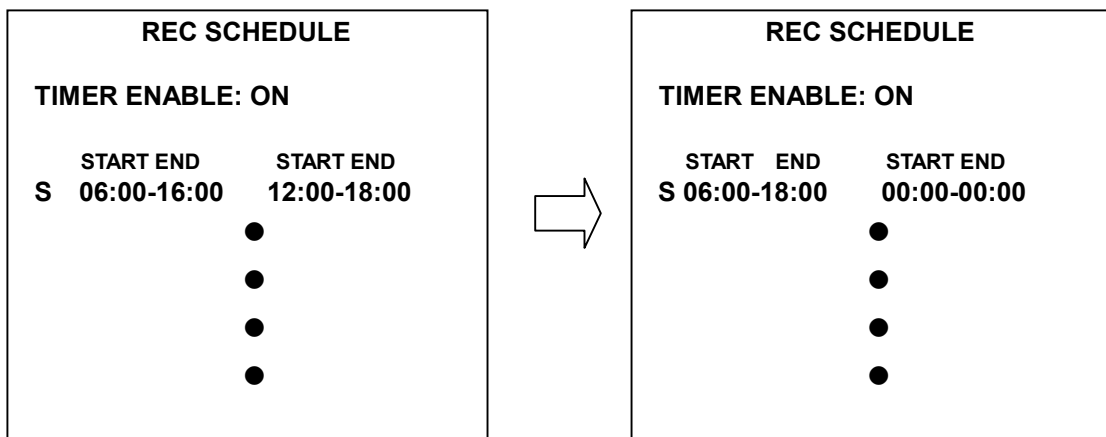 REC SCHEDULE
TIMER ENABLE: ON
START END START END
S 06:00-16:00 12:00-18:00
REC SCHEDULE
TIMER ENABLE: ON
START END START END
S 06:00-18:00 00:00-00:00